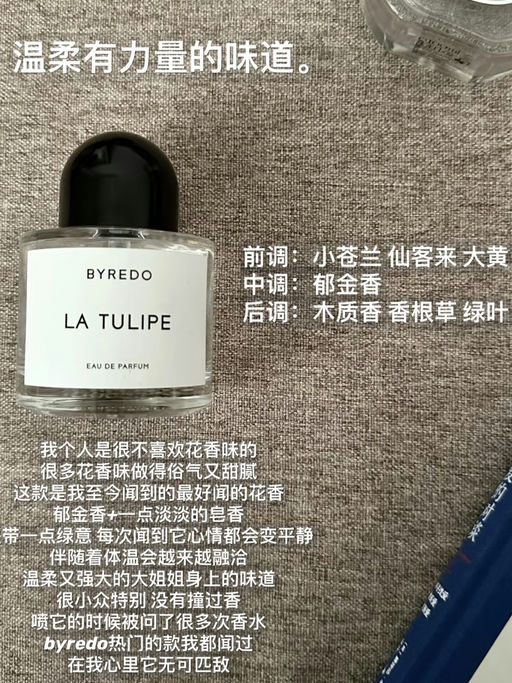 温柔有力量的味道。
BYREDO
LA TULIPE
EAU DE PARFUM
前调：小苍兰 仙客来 大黄
中调：郁金香
后调：木质香 香根草 绿叶
我个人是很不喜欢花香味的
很多花香味做得俗气又甜腻
这款是我至今闻到的最好闻的花香
郁金香+一点淡淡的皂香
带一点绿意 每次闻到它心情都会变平静
伴随着体温会越来越融洽
温柔又强大的大姐姐身上的味道
很小众特别 没有撞过香
喷它的时候被问了很多次香水
byredo热门的款我都闻过
在我心里它无可匹敌